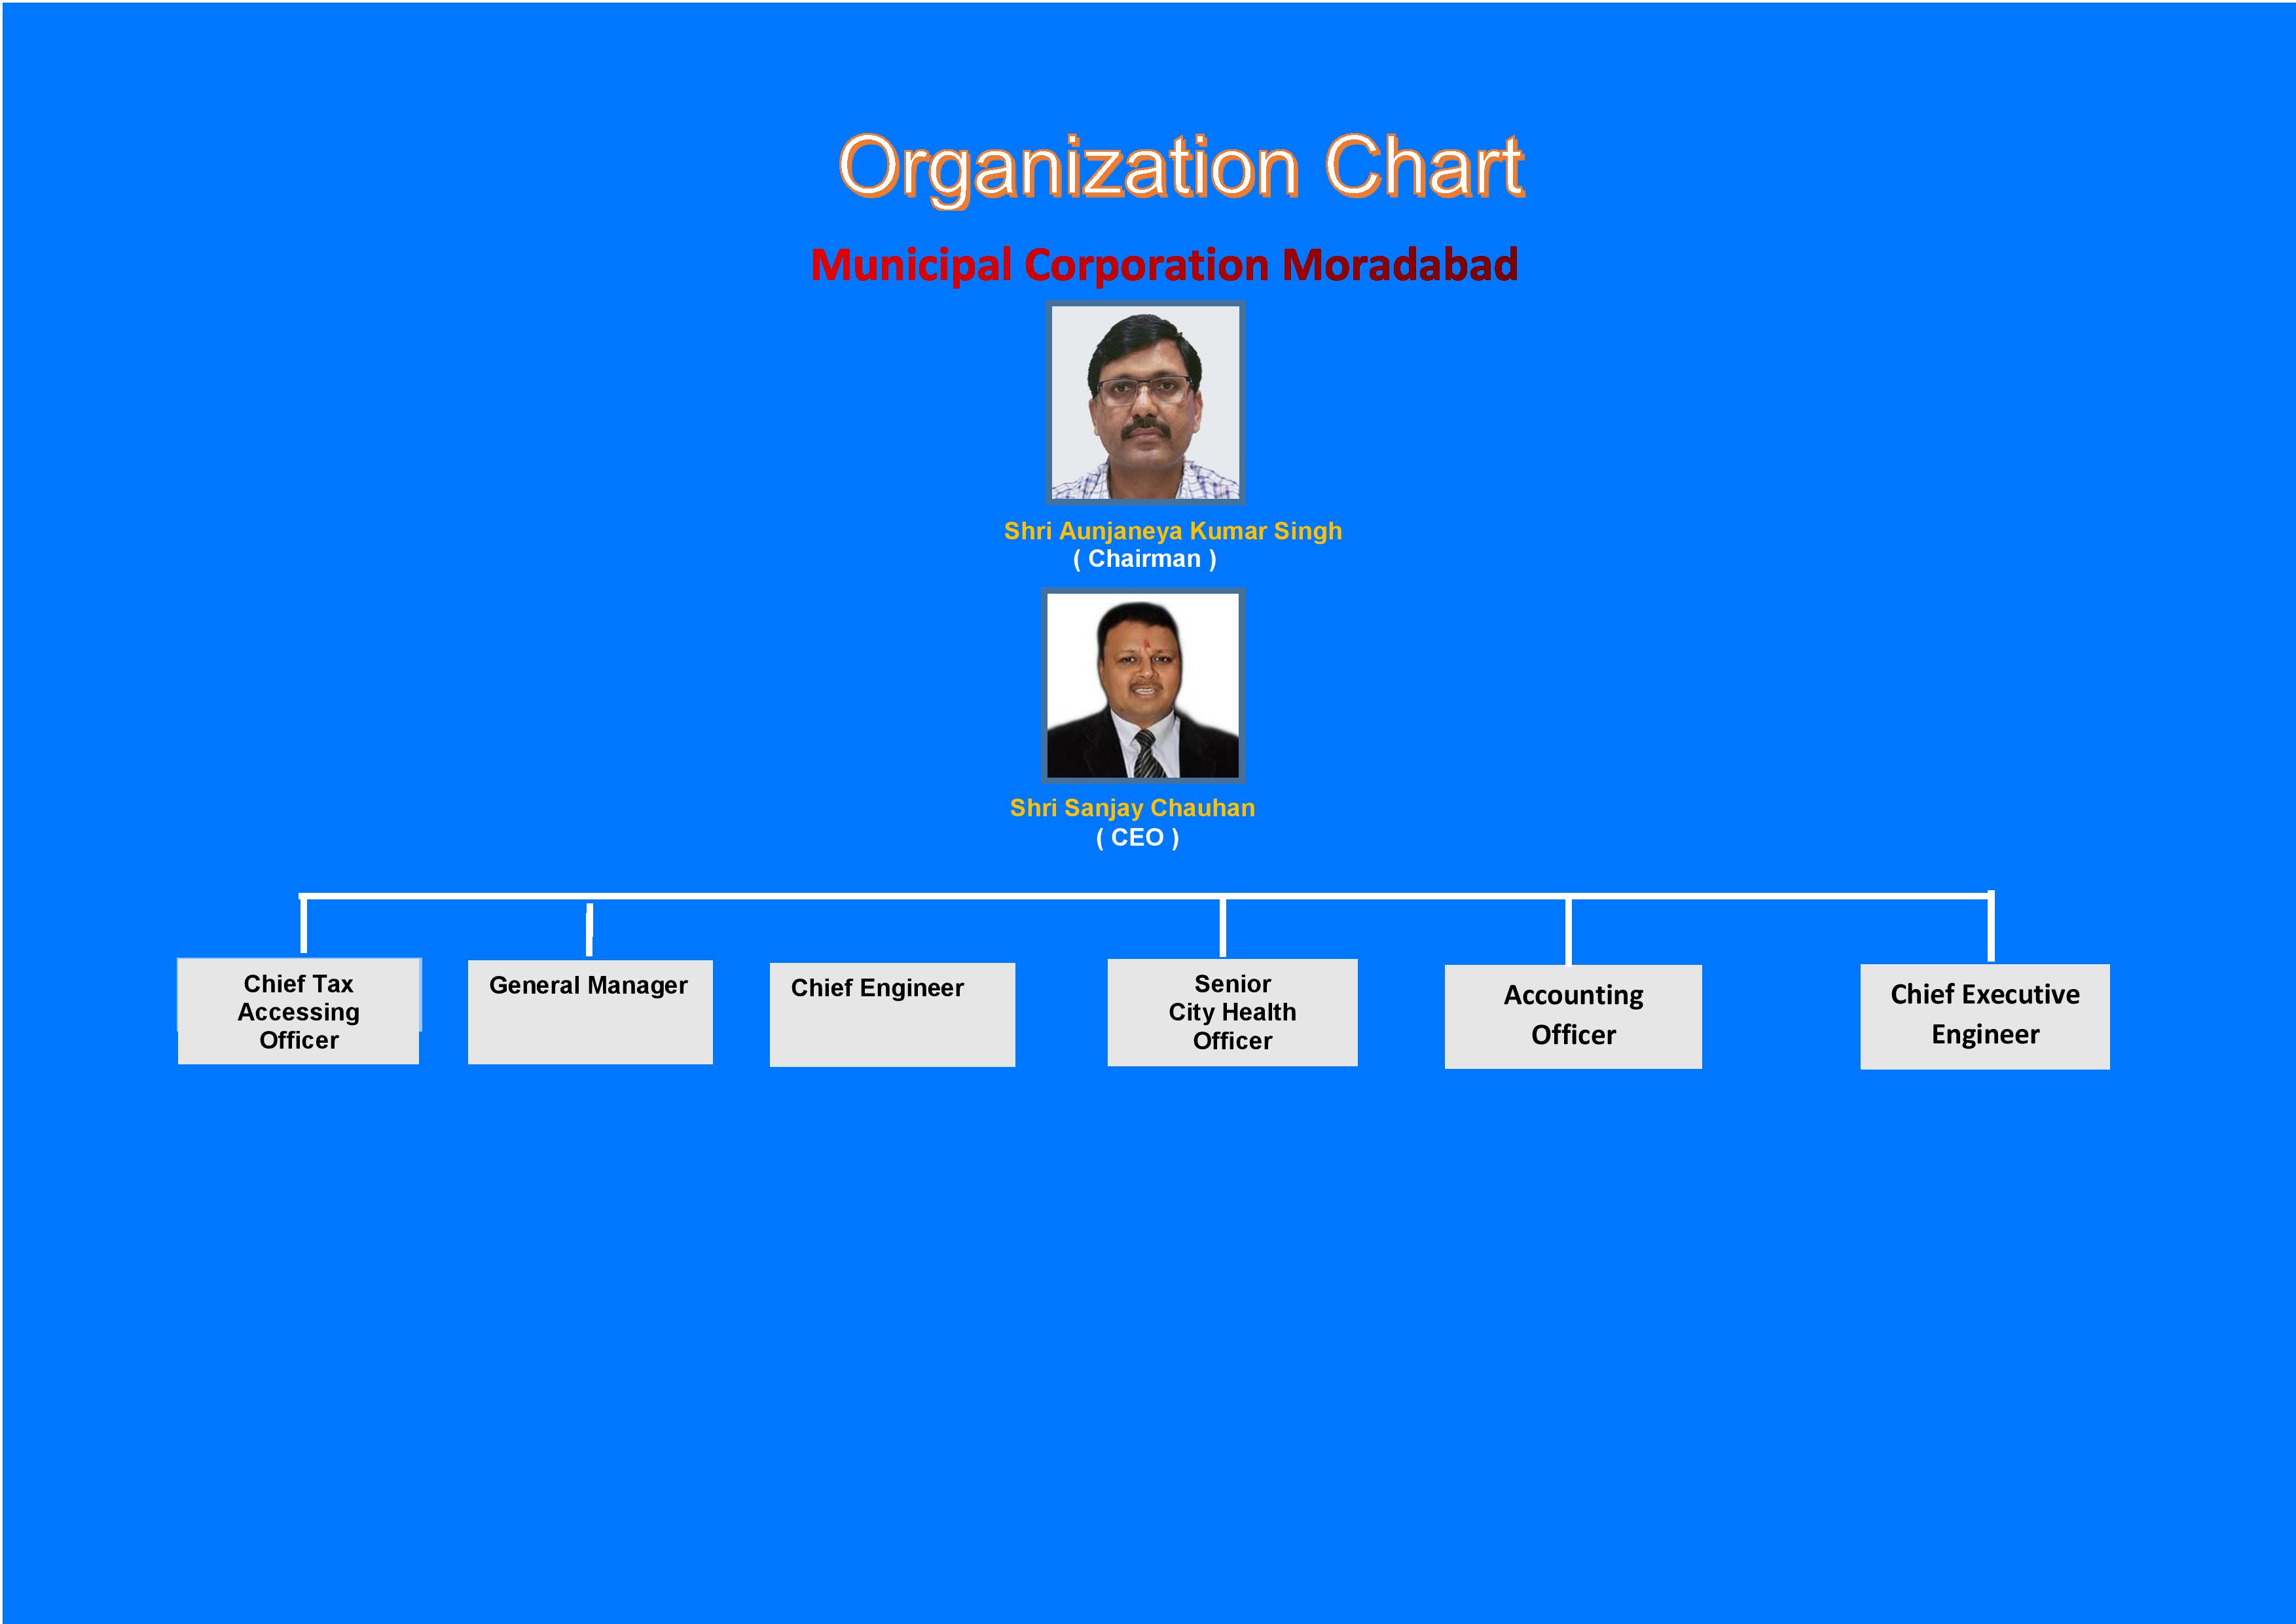 Organization Chart
Municipal Corporation Moradabad
Shri Aunjaneya Kumar Singh
( Chairman )
Shri Sanjay Chauhan
( CEO )
Chief Tax
Accessing
Officer
General Manager
Chief Engineer
Senior
City Health
Officer
Accounting
Officer
Chief Executive
Engineer